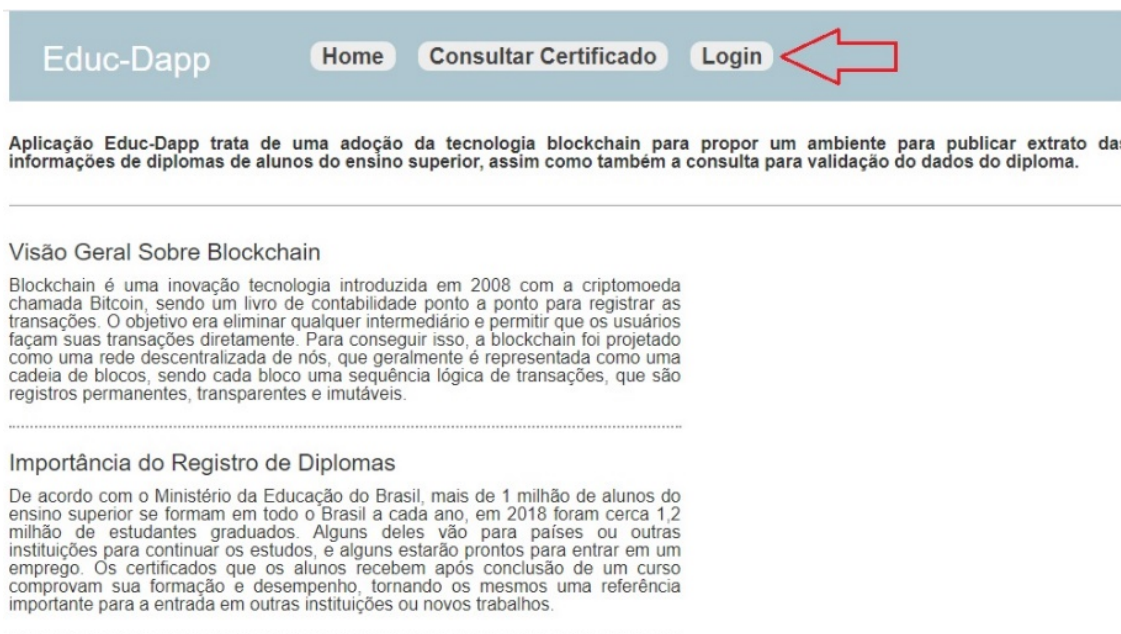 Educ-Dapp Home Consultar Certificado Login
Aplicação Educ-Dapp trata de uma adoção da tecnologia blockchain para propor um ambiente para publicar extrato das
informações de diplomas de alunos do ensino superior, assim como também a consulta para validação do dados do diploma.
Visão Geral Sobre Blockchain
Blockchain é uma inovação tecnologia introduzida em 2008 com a criptomoeda
chamada Bitcoin, sendo um livro de contabilidade ponto a ponto para registrar as
transações. O objetivo era eliminar qualquer intermediário e permitir que os usuários
façam suas transações diretamente. Para conseguir isso, a blockchain foi projetado
como uma rede descentralizada de nós, que geralmente é representada como uma
cadeia de blocos, sendo cada bloco uma sequência lógica de transações, que são
registros permanentes, transparentes e imutáveis.
Importância do Registro de Diplomas
De acordo com o Ministério da Educação do Brasil, mais de 1 milhão de alunos do
ensino superior se formam em todo o Brasil a cada ano, em 2018 foram cerca 1,2
milhão de estudantes graduados. Alguns deles vão para países ou outras
instituições para continuar os estudos, e alguns estarão prontos para entrar em um
emprego. Os certificados que os alunos recebem após conclusão de um curso
comprovam sua formação e desempenho, tornando os mesmos uma referência
importante para a entrada em outras instituições ou novos trabalhos.